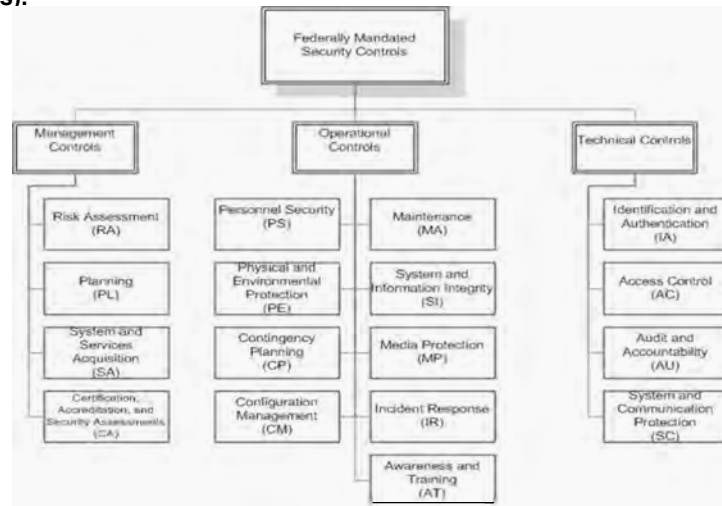 s).
Federally Mandated
Security Controls
Management
Controls
Operational
Controls
Technical Controls
Risk Assessment
(RA)
Planning
(PL)
System and
Services
Acquisition
(SA)
Certification,
Accreditation, and
Security Assessments
(CA)
Personnel Security
(PS)
Physical and
Environmental
Protection
(PE)
Contingency
Planning
(CP)
Configuration
Management
(CM)
Maintenance
(MA)
System and
Information Integrity
(SI)
Media Protection
(MP)
Incident Response
(IR)
Awareness and
Training
(AT)
Identification and
Authentication
(IA)
Access Control
(AC)
Audit and
Accountability
(AU)
System and
Communication
Protection
(SC)